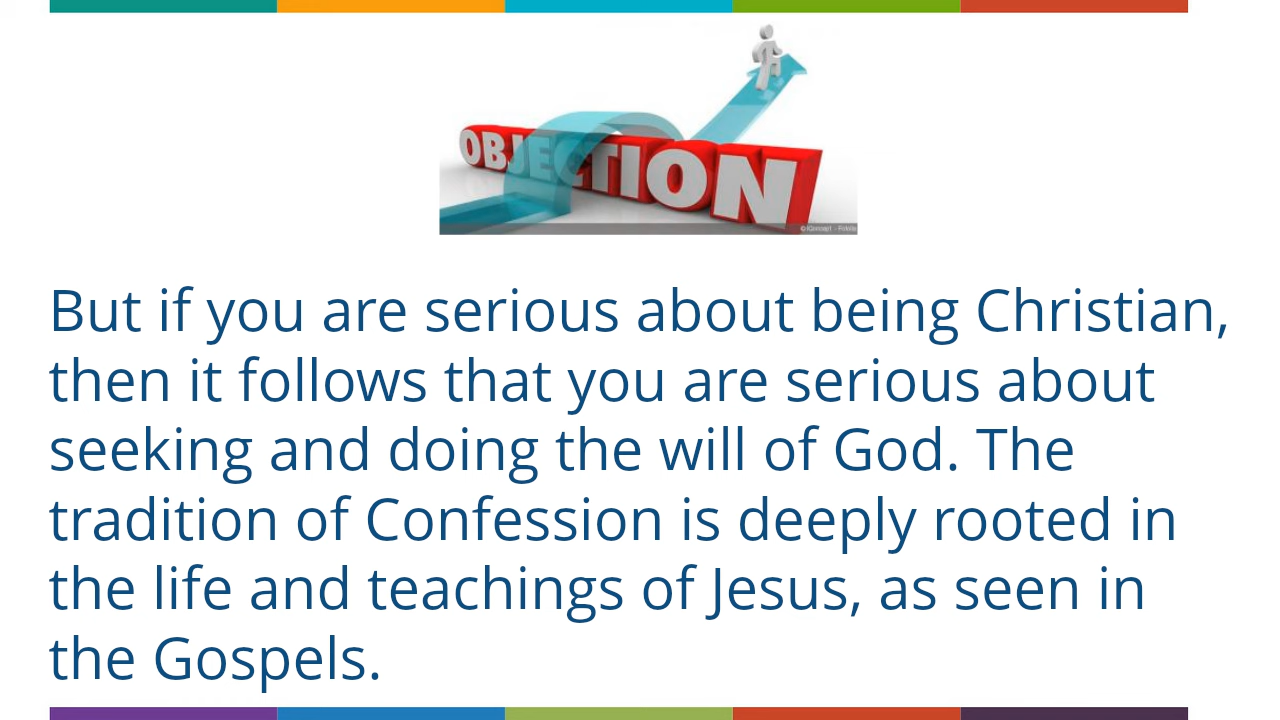 OBJECTION
But if you are serious about being Christian,
then it follows that you are serious about
seeking and doing the will of God. The
tradition of Confession is deeply rooted in
the life and teachings of Jesus, as seen in
the Gospels.